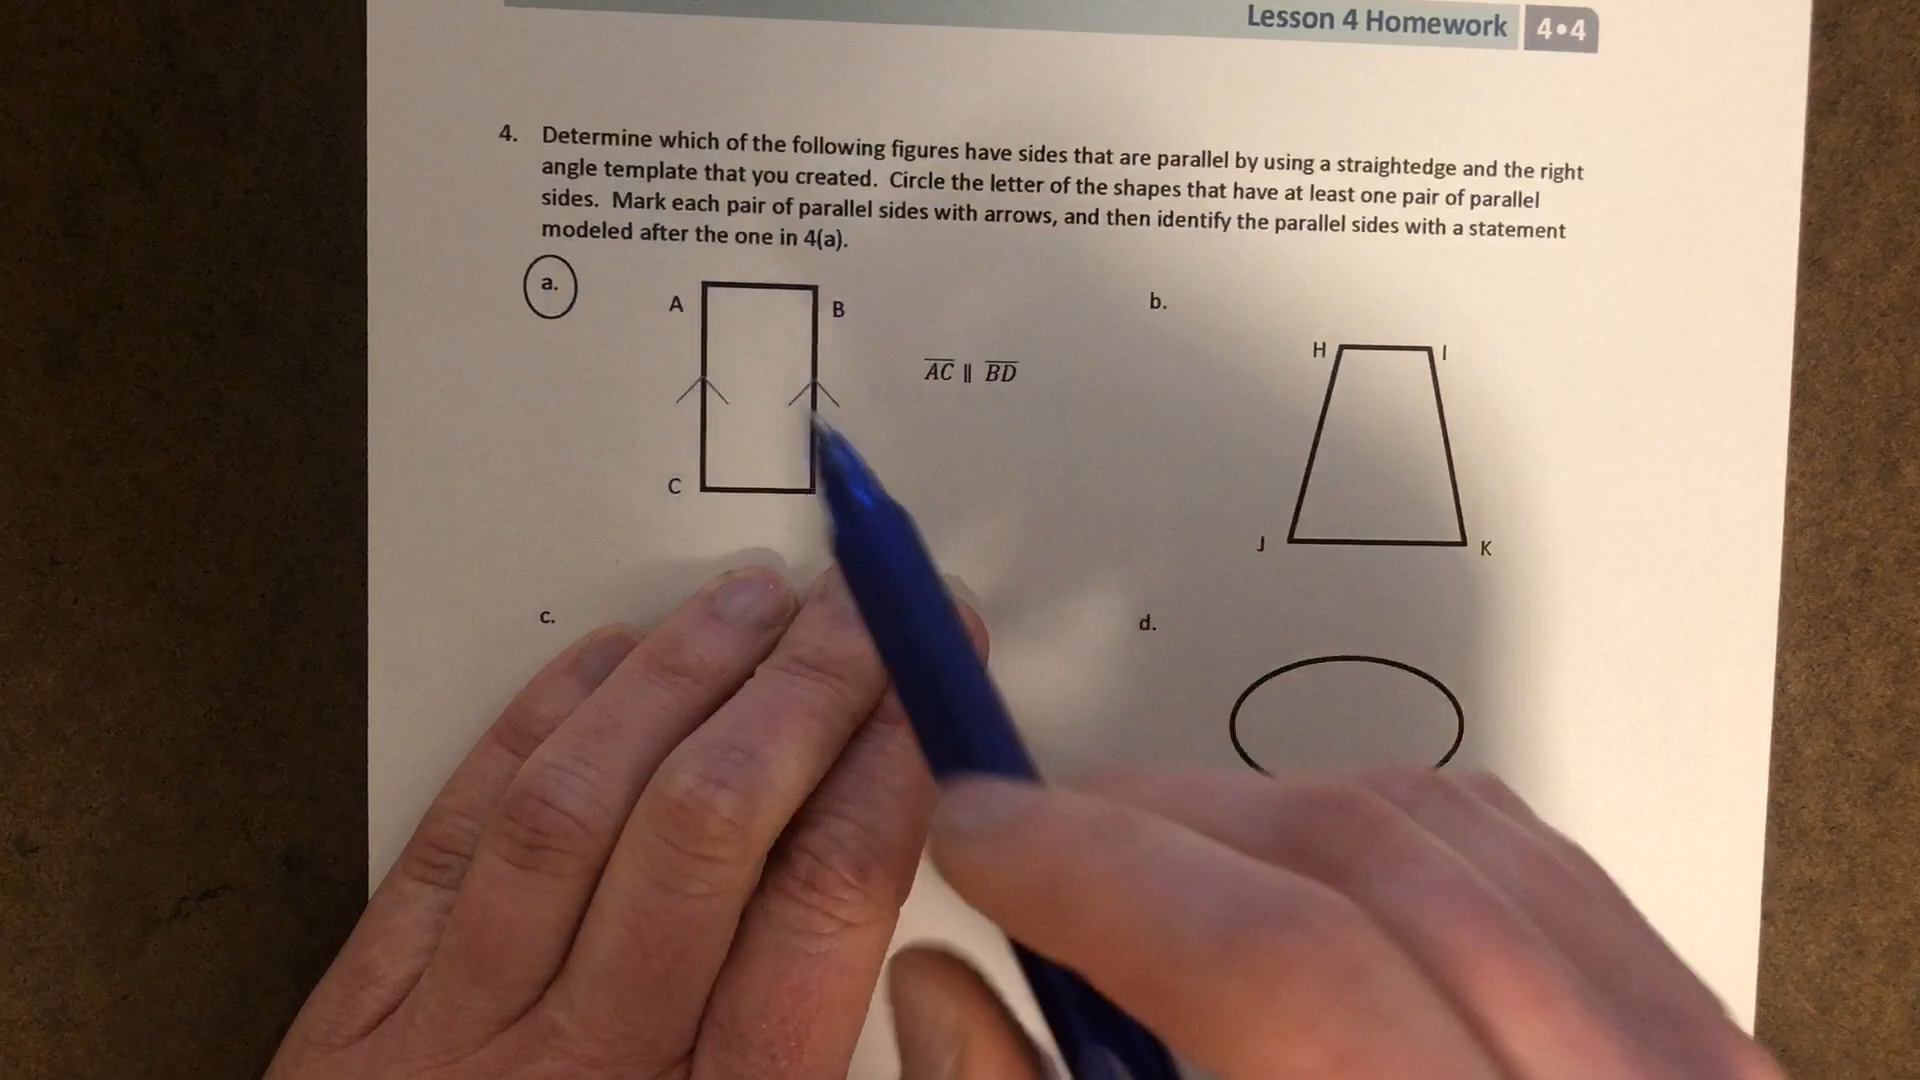 Lesson 4 Homework 4•4
4. Determine which of the following figures have sides that are parallel by using a straightedge and the right
angle template that you created. Circle the letter of the shapes that have at least one pair of parallel
sides. Mark each pair of parallel sides with arrows, and then identify the parallel sides with a statement
modeled after the one in 4(a).
a.
A
B
AC ∥ BD
C
b.
H
I
J
K
c.
d.